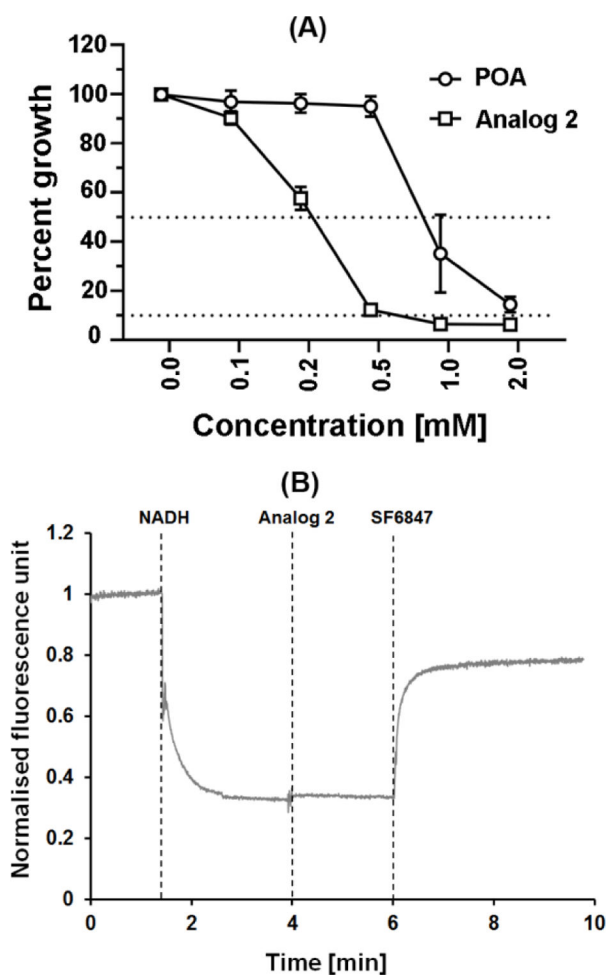 (A)
120
100
80
60
40
20
0
POA
Analog 2
Percent growth
0.0
0.1
0.2
0.5
1.0
2.0
Concentration [mM]
(B)
NADH
Analog 2
SF6847
1.2
1
0.8
0.6
0.4
0.2
0
Normalised fluorescence unit
0
2
4
6
8
10
Time [min]